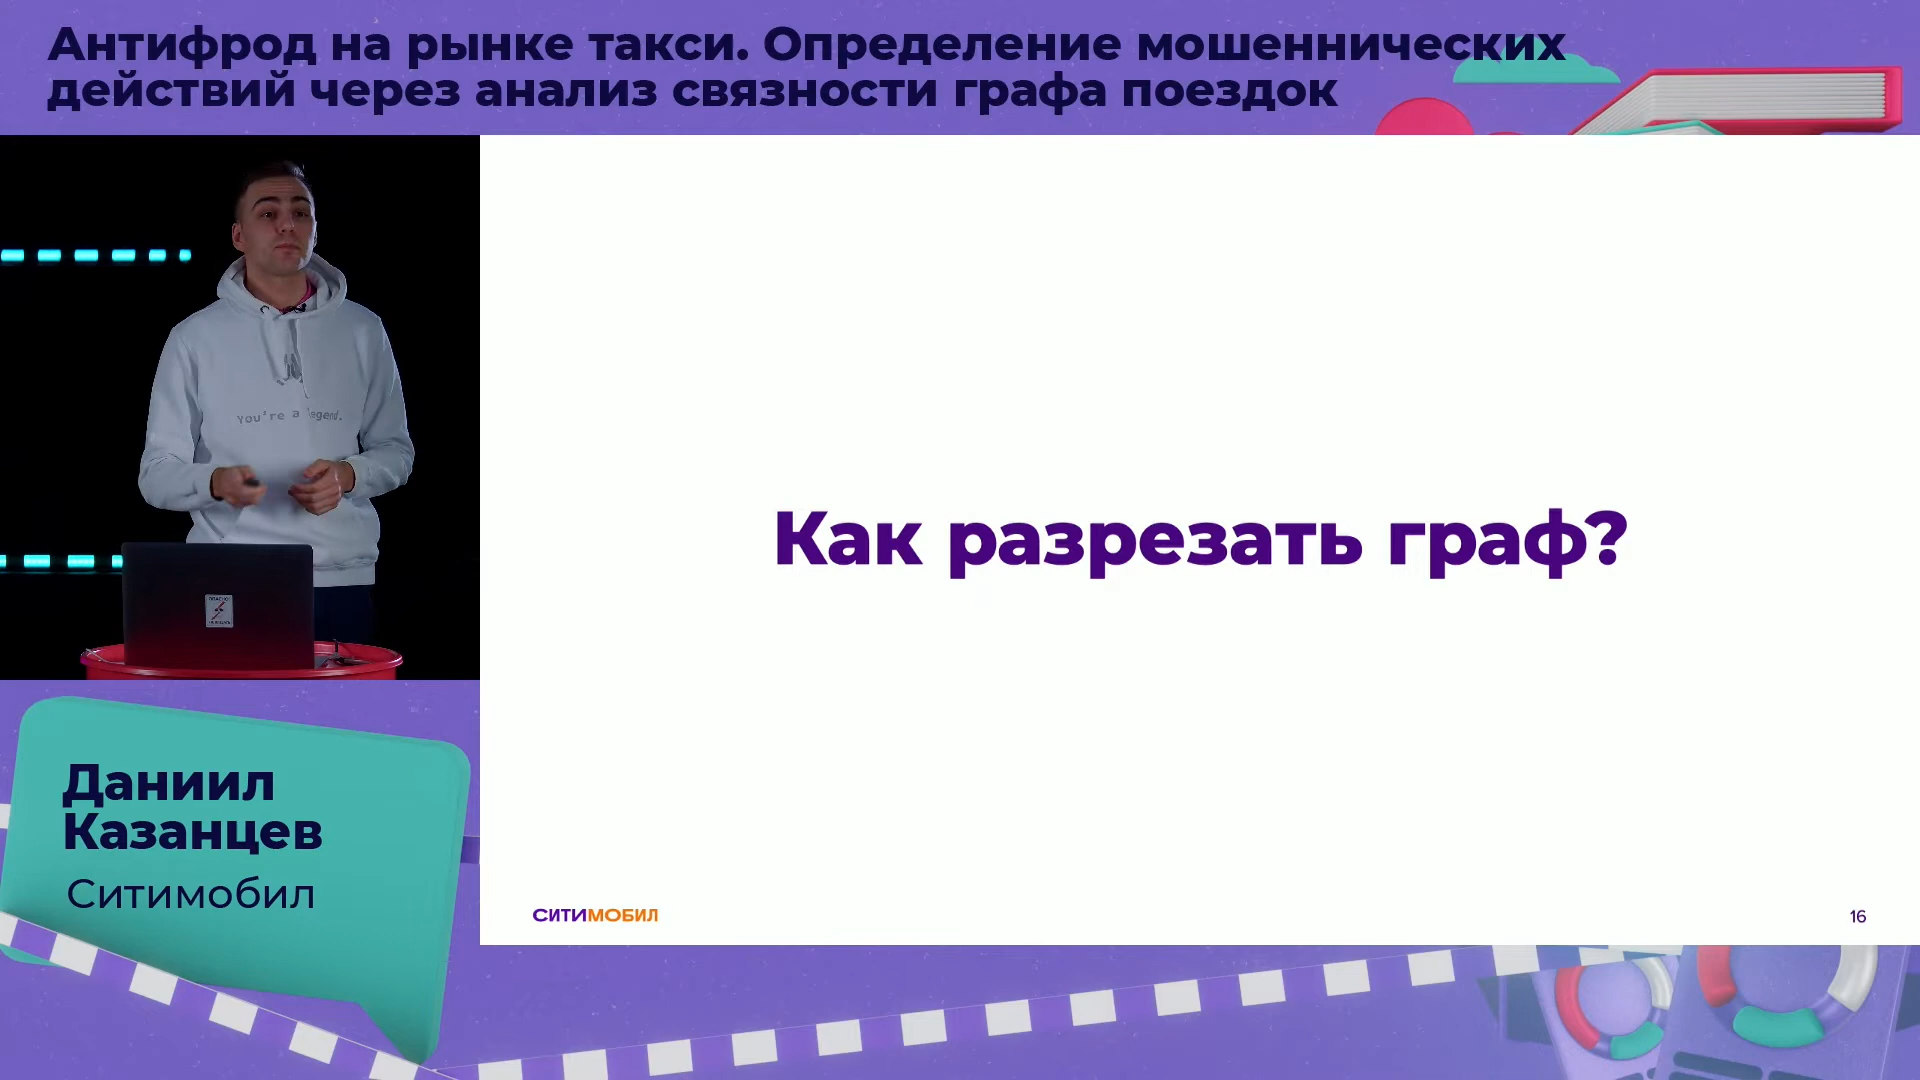 Антифрод на рынке такси. Определение мошеннических
действий через анализ связности графа поездок
You're a legend.
Как разрезать граф?
Даниил
Казанцев
Ситимобил
СИТИМОБИЛ
16